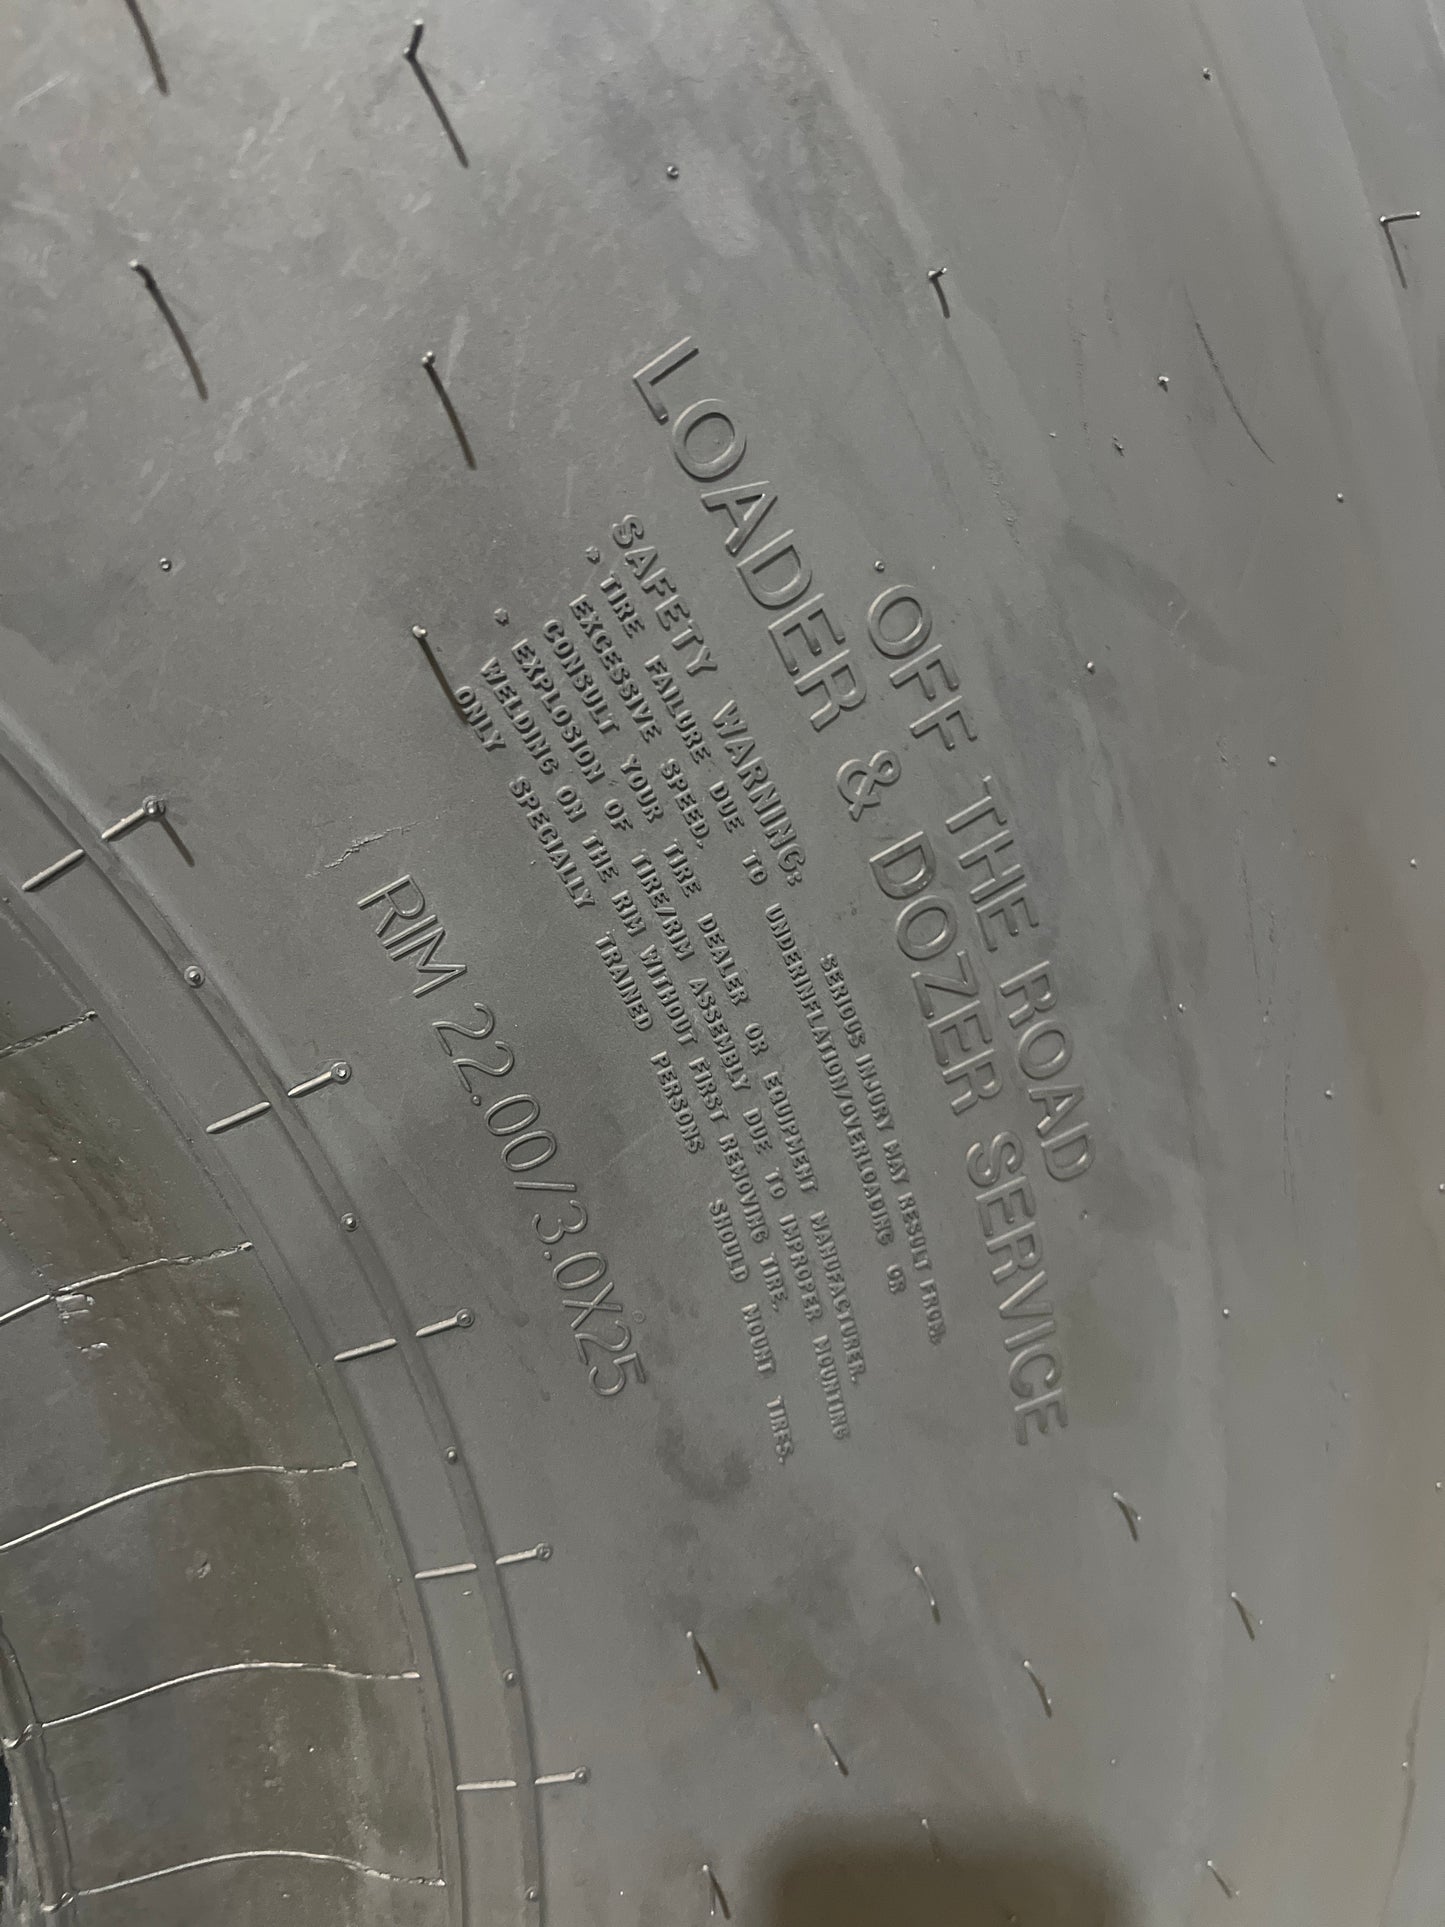 OFF THE ROAD
LOADER & DOZER SERVICE
SAFETY WARNING: SERIOUS INJURY MAY RESULT FROM:
• TIRE FAILURE DUE TO UNDERINFLATION/OVERLOADING OR
EXCESSIVE SPEED.
CONSULT YOUR TIRE DEALER OR EQUIPMENT MANUFACTURER.
• EXPLOSION OF TIRE/RIM ASSEMBLY DUE TO IMPROPER MOUNTING
WELDING ON THE RIM WITHOUT FIRST REMOVING TIRE.
ONLY SPECIALLY TRAINED PERSONS SHOULD MOUNT TIRES.
RIM 22.00/3.0X25